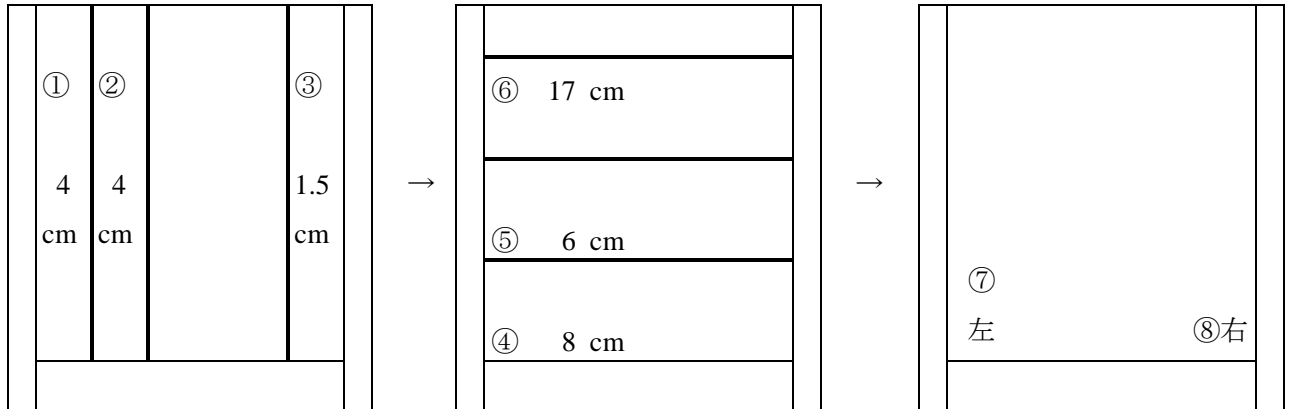 ① ② ③
4 4 1.5
cm cm cm
→
⑥ 17 cm
⑤ 6 cm
④ 8 cm
→
⑦
左 ⑧右